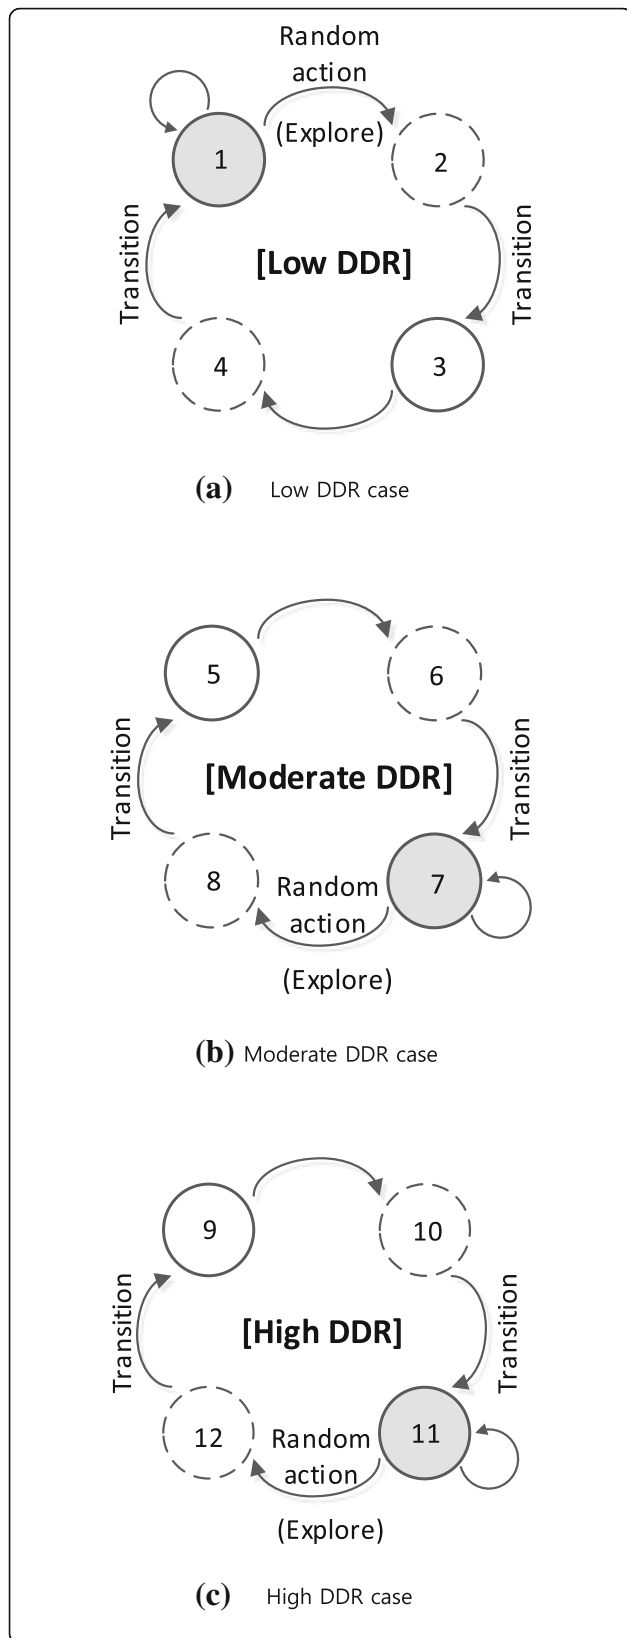 Random
action
(Explore)
1
2
Transition
[Low DDR]
Transition
4
3
(a) Low DDR case
5
6
Transition
[Moderate DDR]
Transition
8
Random
action
7
(Explore)
(b) Moderate DDR case
9
10
Transition
[High DDR]
Transition
12
Random
action
11
(Explore)
(c) High DDR case